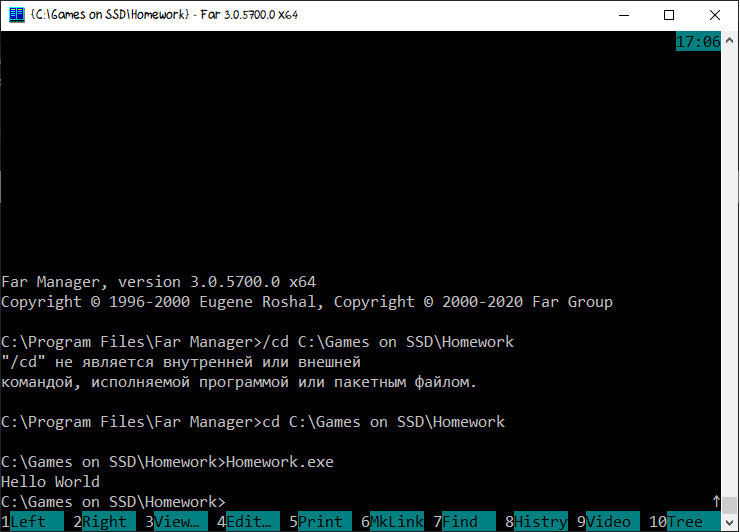 {C:\Games on SSD\Homework} - Far 3.0.5700.0 x64
17:06
Far Manager, version 3.0.5700.0 x64
Copyright © 1996-2000 Eugene Roshal, Copyright © 2000-2020 Far Group
C:\Program Files\Far Manager>/cd C:\Games on SSD\Homework
"/cd" не является внутренней или внешней
командой, исполняемой программой или пакетным файлом.
C:\Program Files\Far Manager>cd C:\Games on SSD\Homework
C:\Games on SSD\Homework>Homework.exe
Hello World
C:\Games on SSD\Homework>
1Left 2Right 3View… 4Edit… 5Print 6MkLink 7Find 8Histry 9Video 10Tree